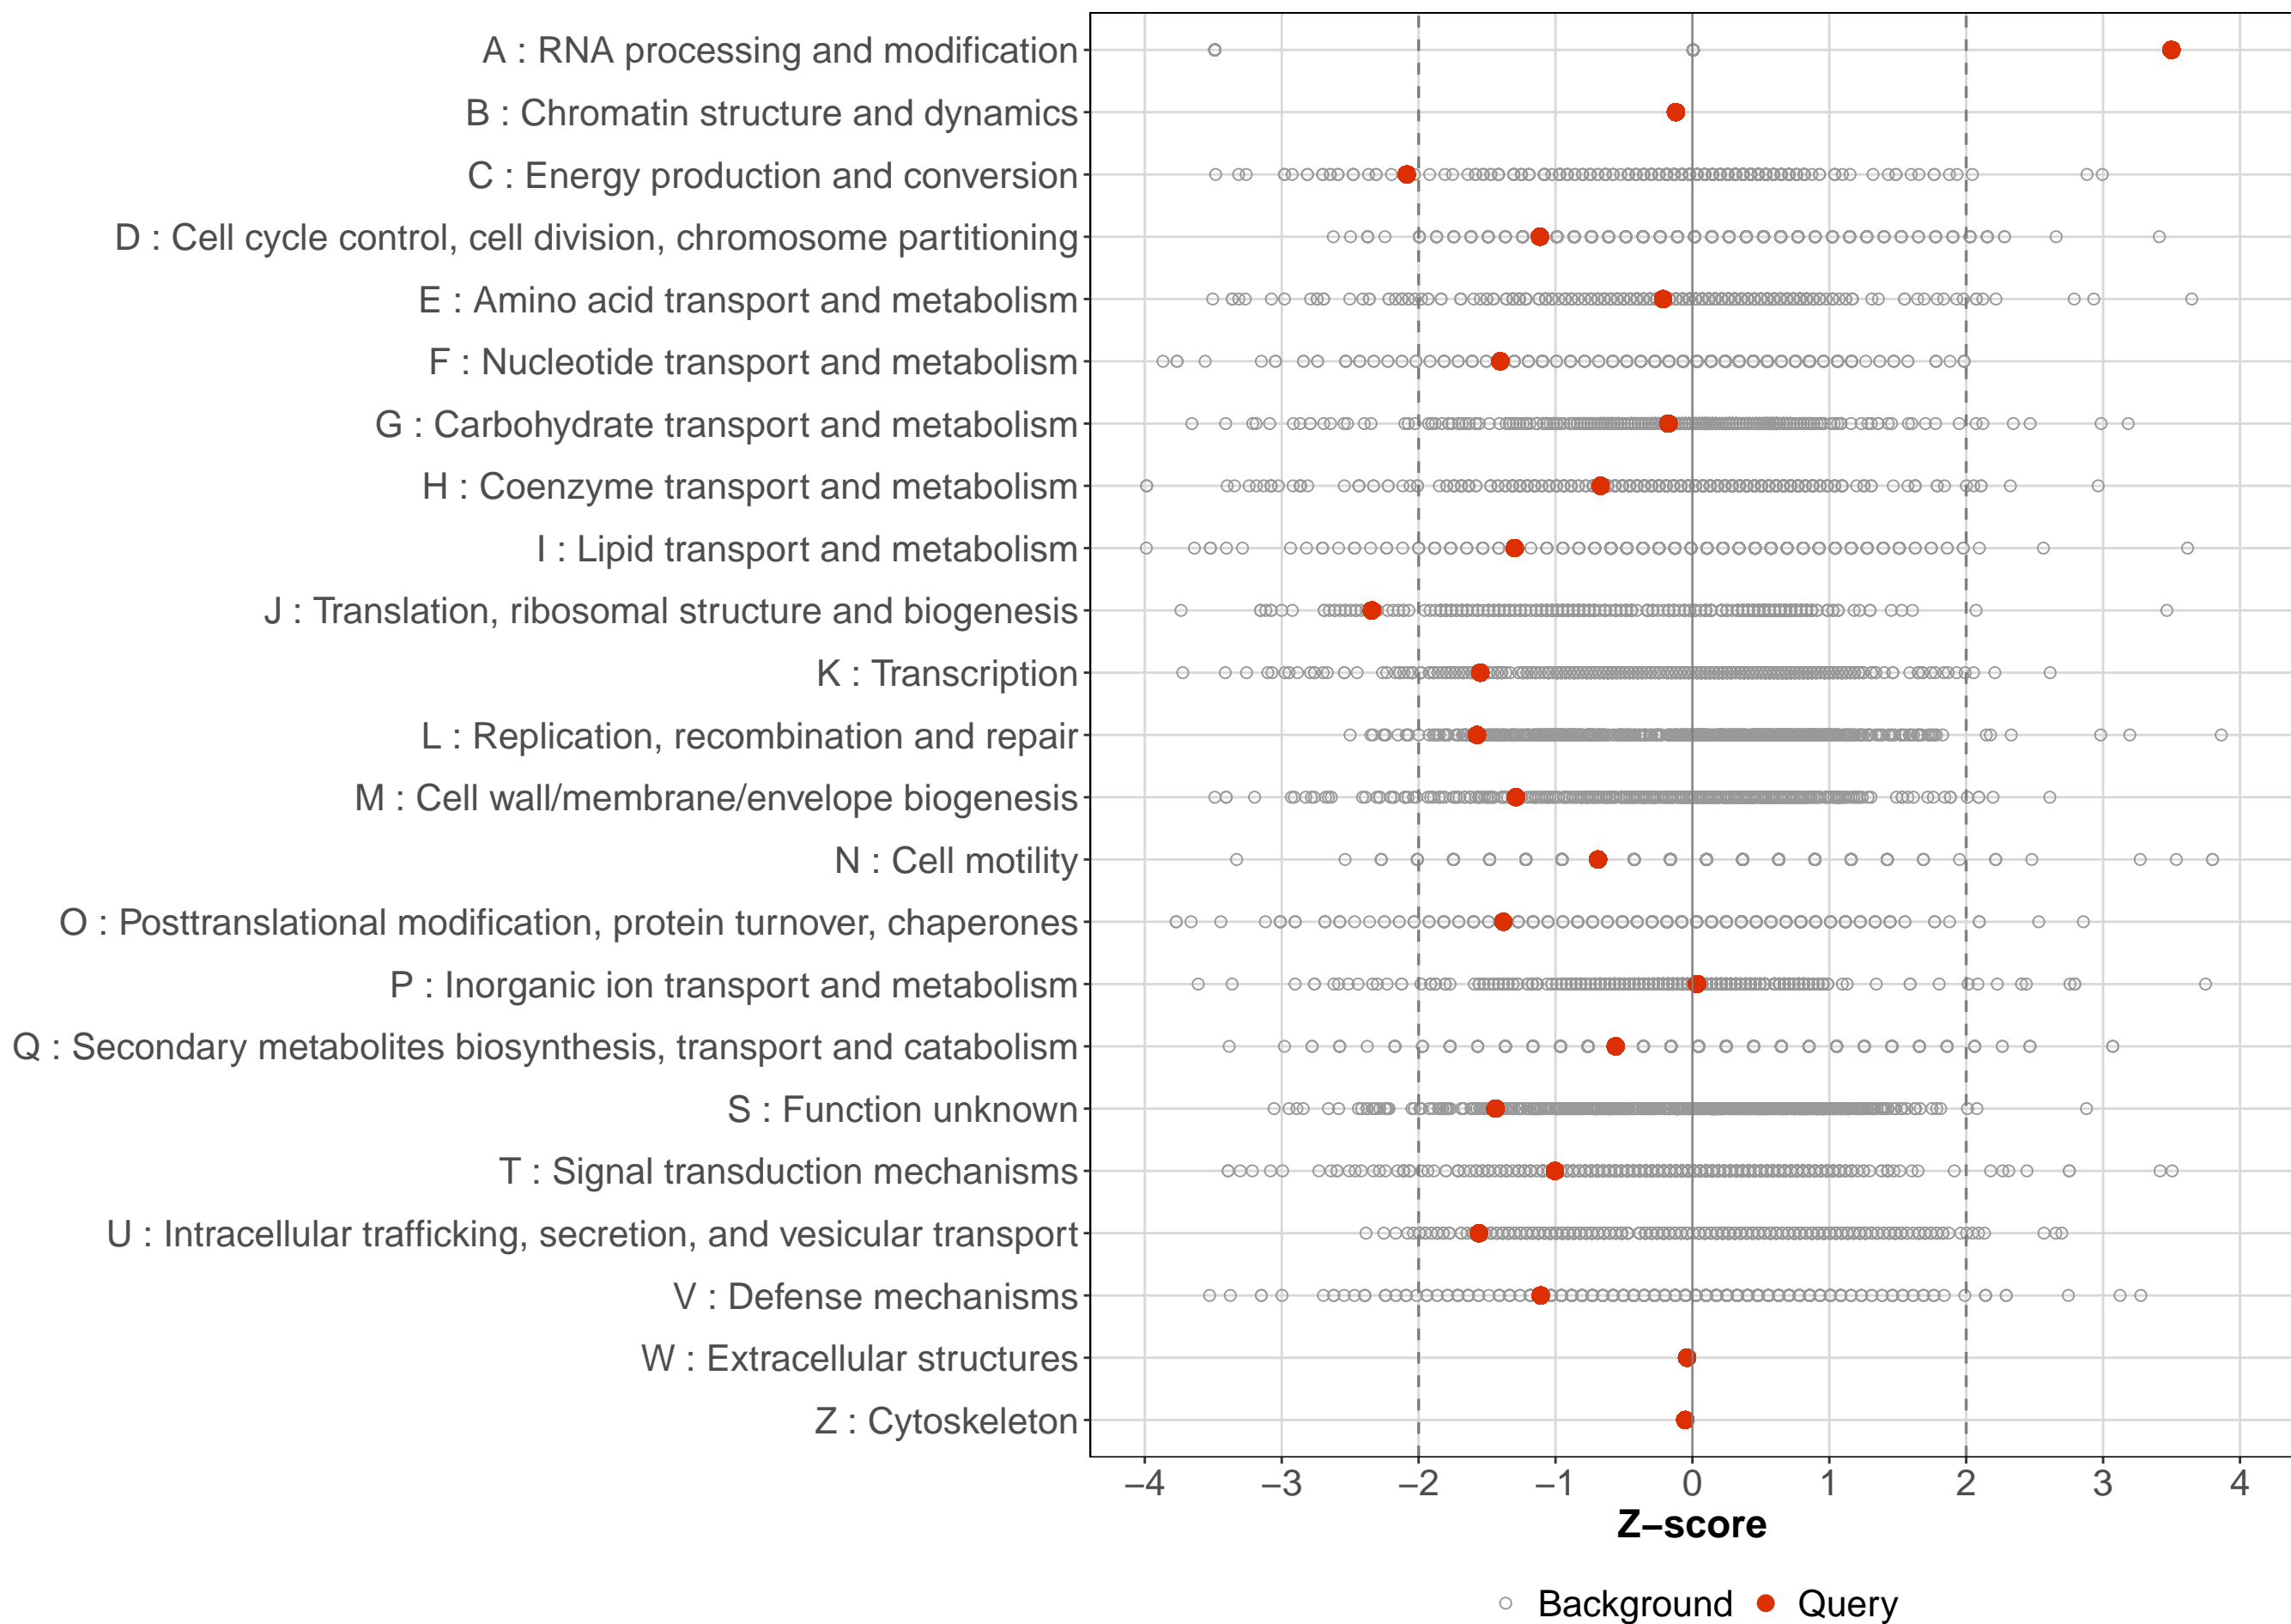 A : RNA processing and modification
B : Chromatin structure and dynamics
C : Energy production and conversion
D : Cell cycle control, cell division, chromosome partitioning
E : Amino acid transport and metabolism
F : Nucleotide transport and metabolism
G : Carbohydrate transport and metabolism
H : Coenzyme transport and metabolism
I : Lipid transport and metabolism
J : Translation, ribosomal structure and biogenesis
K : Transcription
L : Replication, recombination and repair
M : Cell wall/membrane/envelope biogenesis
N : Cell motility
O : Posttranslational modification, protein turnover, chaperones
P : Inorganic ion transport and metabolism
Q : Secondary metabolites biosynthesis, transport and catabolism
S : Function unknown
T : Signal transduction mechanisms
U : Intracellular trafficking, secretion, and vesicular transport
V : Defense mechanisms
W : Extracellular structures
Z : Cytoskeleton
−4 −3 −2 −1 0 1 2 3 4
Z−score
Background Query